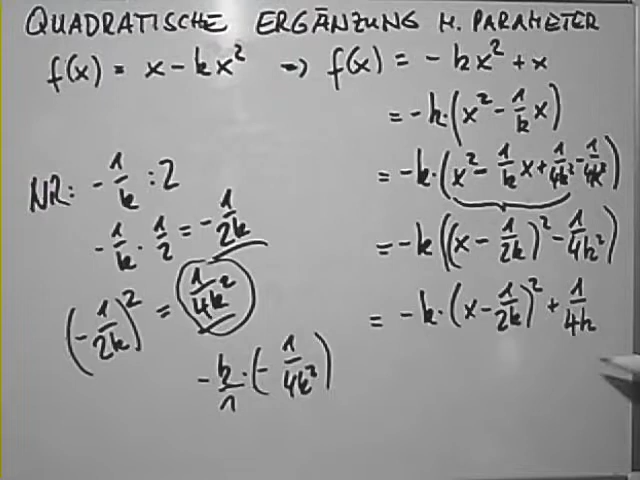 QUADRATISCHE ERGÄNZUNG M. PARAMETER
f(x) = x - kx² → f(x) = - kx² + x
= - k·(x² - 1/k x)
= - k·(x² - 1/k x + 1/4k² - 1/4k²)
= - k((x - 1/2k)² - 1/4k²)
= - k·(x - 1/2k)² + 1/4k
NR: - 1/k : 2
- 1/k · 1/2 = - 1/2k
(- 1/2k)² = 1/4k²
- k/1 · (- 1/4k²)